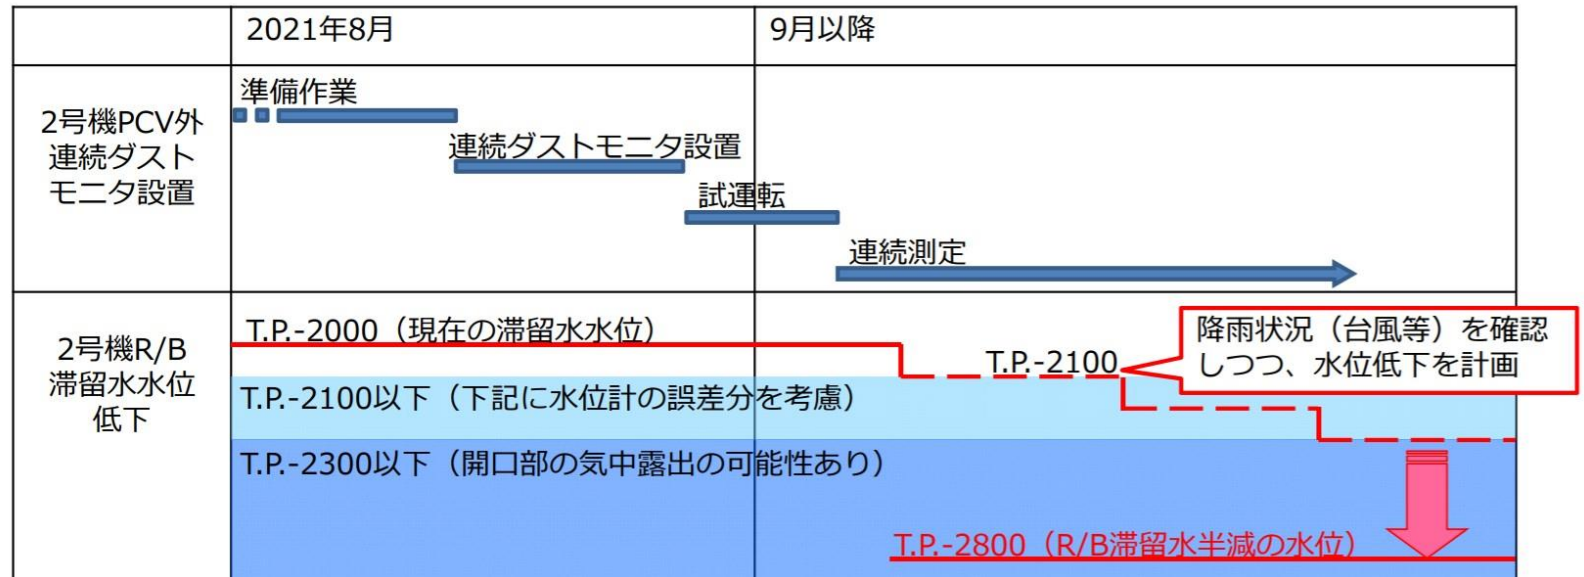 2021年8月
9月以降
2号機PCV外
連続ダスト
モニタ設置
準備作業
連続ダストモニタ設置
試運転
連続測定
2号機R/B
滞留水水位
低下
T.P.-2000（現在の滞留水水位）
T.P.-2100
降雨状況（台風等）を確認
しつつ、水位低下を計画
T.P.-2100以下（下記に水位計の誤差分を考慮）
T.P.-2300以下（開口部の気中露出の可能性あり）
T.P.-2800（R/B滞留水半減の水位）